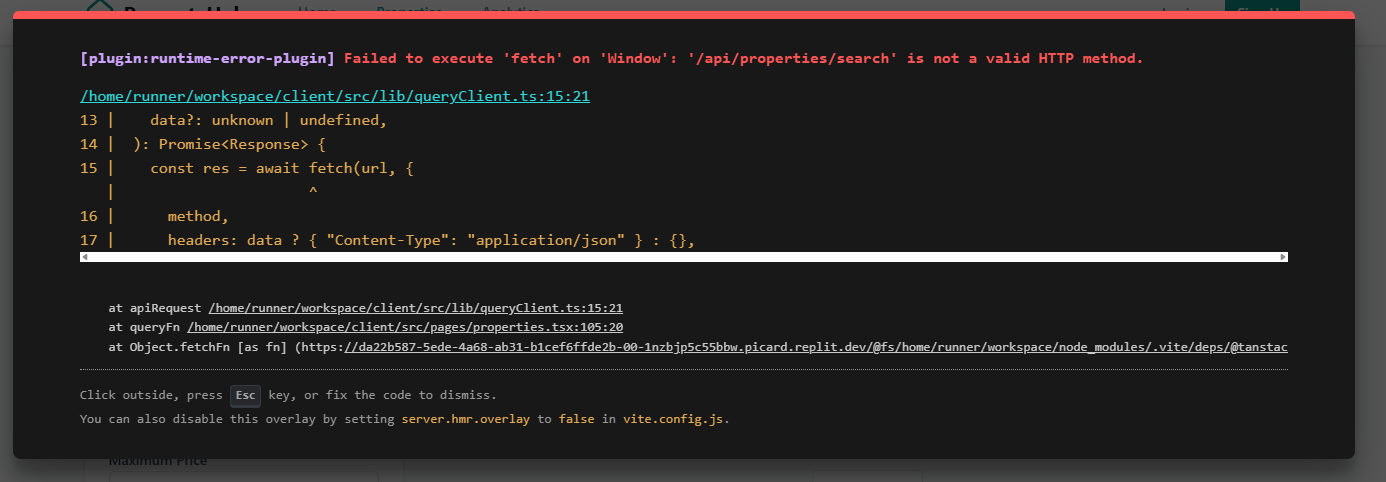 Home Properties Analytics
[plugin:runtime-error-plugin] Failed to execute 'fetch' on 'Window': '/api/properties/search' is not a valid HTTP method.
/home/runner/workspace/client/src/lib/queryClient.ts:15:21
13 |    data?: unknown | undefined,
14 |  ): Promise<Response> {
15 |    const res = await fetch(url, {
   |                      ^
16 |      method,
17 |      headers: data ? { "Content-Type": "application/json" } : {},
at apiRequest /home/runner/workspace/client/src/lib/queryClient.ts:15:21
at queryFn /home/runner/workspace/client/src/pages/properties.tsx:105:20
at Object.fetchFn [as fn] (https://da22b587-5ede-4a68-ab31-b1cef6ffde2b-00-1nzbjp5c55bbw.picard.replit.dev/@fs/home/runner/workspace/node_modules/.vite/deps/@tanstac
Click outside, press Esc key, or fix the code to dismiss.
You can also disable this overlay by setting server.hmr.overlay to false in vite.config.js.
Maximum Price